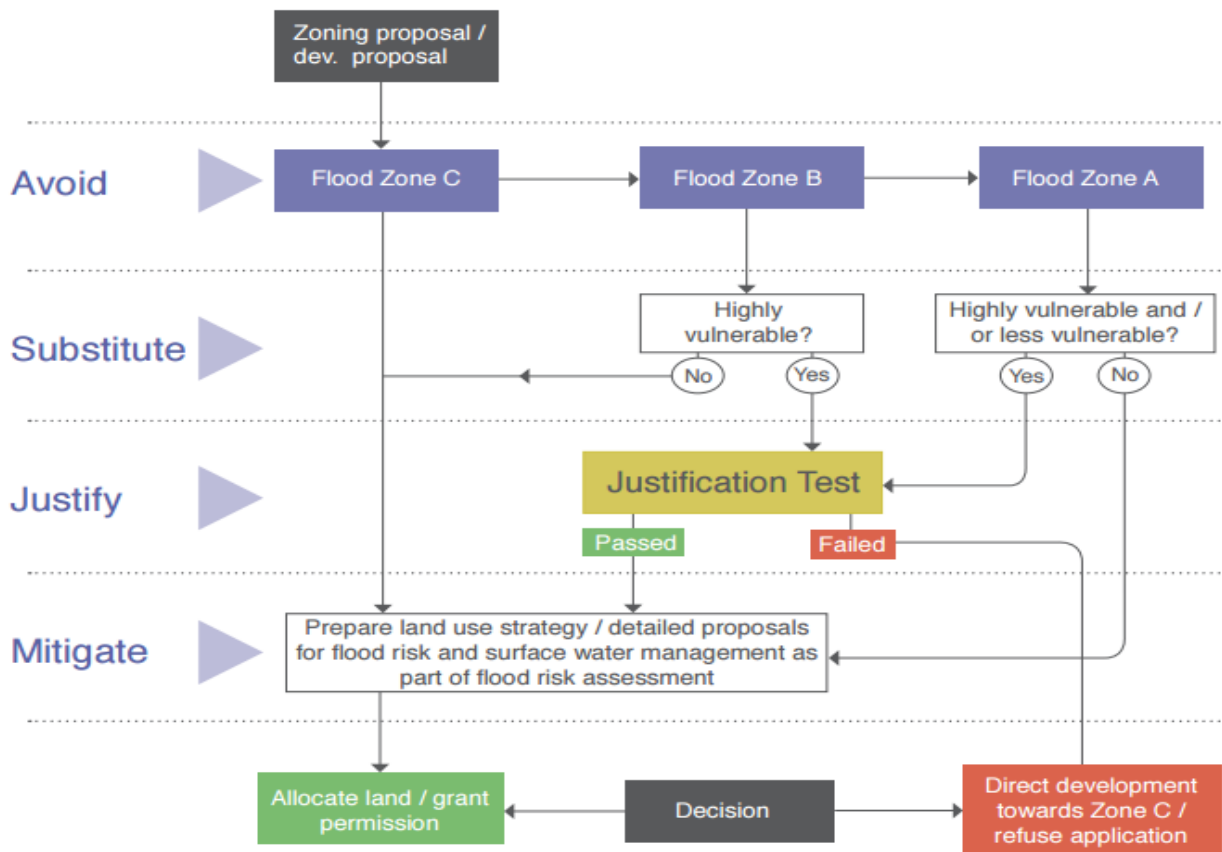 Zoning proposal /
dev. proposal
Avoid
Flood Zone C
Flood Zone B
Flood Zone A
Substitute
Highly
vulnerable?
Highly vulnerable and /
or less vulnerable?
No
Yes
Yes
No
Justify
Justification Test
Passed
Failed
Mitigate
Prepare land use strategy / detailed proposals
for flood risk and surface water management as
part of flood risk assessment
Allocate land / grant
permission
Decision
Direct development
towards Zone C /
refuse application